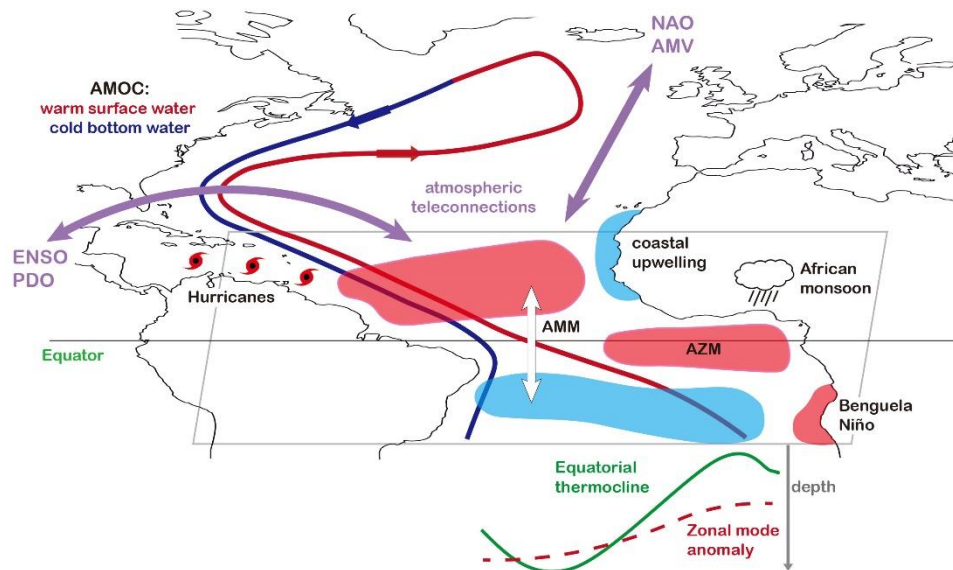 NAO
AMV
AMOC:
warm surface water
cold bottom water
atmospheric
teleconnections
ENSO
PDO
Hurricanes
coastal
upwelling
African
monsoon
AMM
Equator
AZM
Benguela
Niño
Equatorial
thermocline
depth
Zonal mode
anomaly